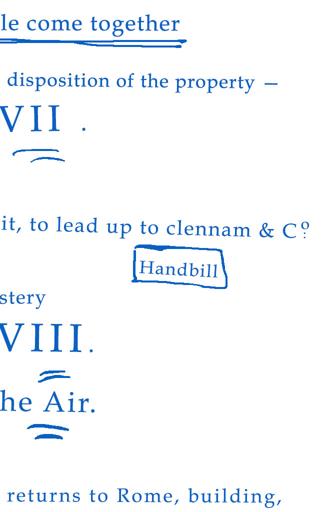 le come together
disposition of the property —
VII .
it, to lead up to clennam & Cº
Handbill
stery
VIII.
he Air.
returns to Rome, building,